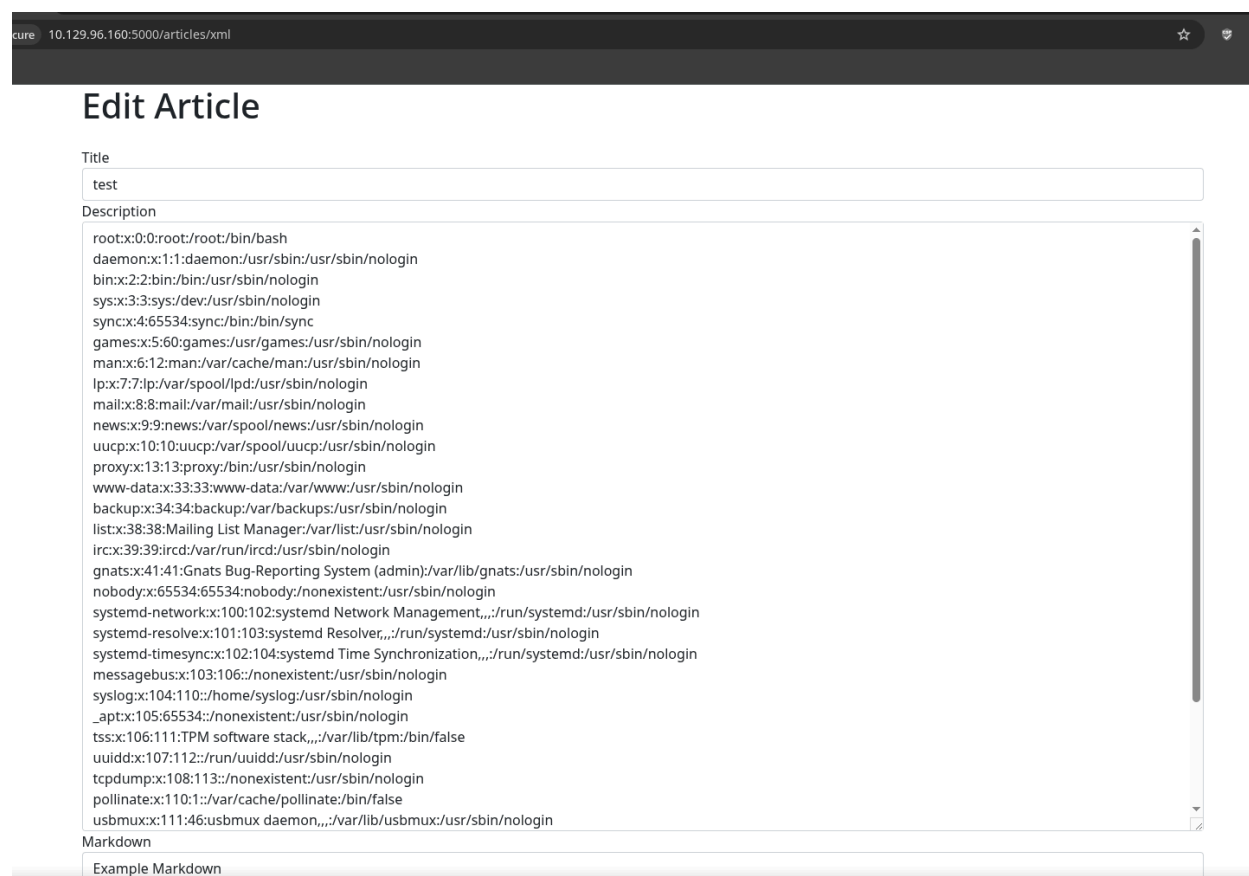 cure 10.129.96.160:5000/articles/xml
Edit Article
Title
test
Description
root:x:0:0:root:/root:/bin/bash
daemon:x:1:1:daemon:/usr/sbin:/usr/sbin/nologin
bin:x:2:2:bin:/bin:/usr/sbin/nologin
sys:x:3:3:sys:/dev:/usr/sbin/nologin
sync:x:4:65534:sync:/bin:/bin/sync
games:x:5:60:games:/usr/games:/usr/sbin/nologin
man:x:6:12:man:/var/cache/man:/usr/sbin/nologin
lp:x:7:7:lp:/var/spool/lpd:/usr/sbin/nologin
mail:x:8:8:mail:/var/mail:/usr/sbin/nologin
news:x:9:9:news:/var/spool/news:/usr/sbin/nologin
uucp:x:10:10:uucp:/var/spool/uucp:/usr/sbin/nologin
proxy:x:13:13:proxy:/bin:/usr/sbin/nologin
www-data:x:33:33:www-data:/var/www:/usr/sbin/nologin
backup:x:34:34:backup:/var/backups:/usr/sbin/nologin
list:x:38:38:Mailing List Manager:/var/list:/usr/sbin/nologin
irc:x:39:39:ircd:/var/run/ircd:/usr/sbin/nologin
gnats:x:41:41:Gnats Bug-Reporting System (admin):/var/lib/gnats:/usr/sbin/nologin
nobody:x:65534:65534:nobody:/nonexistent:/usr/sbin/nologin
systemd-network:x:100:102:systemd Network Management,,,:/run/systemd:/usr/sbin/nologin
systemd-resolve:x:101:103:systemd Resolver,,,:/run/systemd:/usr/sbin/nologin
systemd-timesync:x:102:104:systemd Time Synchronization,,,:/run/systemd:/usr/sbin/nologin
messagebus:x:103:106::/nonexistent:/usr/sbin/nologin
syslog:x:104:110::/home/syslog:/usr/sbin/nologin
_apt:x:105:65534::/nonexistent:/usr/sbin/nologin
tss:x:106:111:TPM software stack,,,:/var/lib/tpm:/bin/false
uuidd:x:107:112::/run/uuidd:/usr/sbin/nologin
tcpdump:x:108:113::/nonexistent:/usr/sbin/nologin
pollinate:x:110:1::/var/cache/pollinate:/bin/false
usbmux:x:111:46:usbmux daemon,,,:/var/lib/usbmux:/usr/sbin/nologin
Markdown
Example Markdown